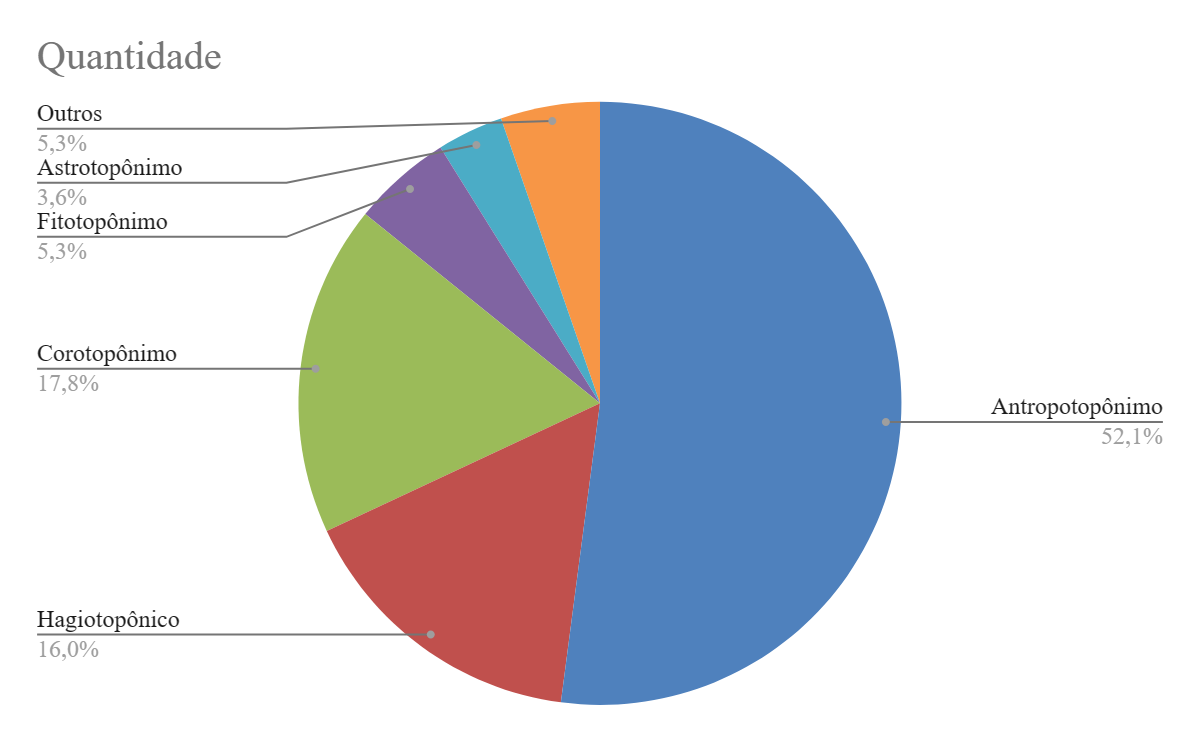 Quantidade
Outros
5,3%
Astrotopônimo
3,6%
Fitotopônimo
5,3%
Corotopônimo
17,8%
Antropotopônimo
52,1%
Hagiotopônico
16,0%